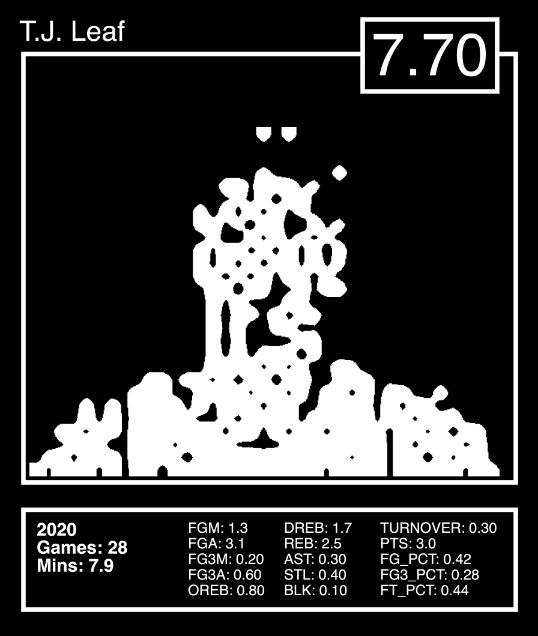 T.J. Leaf
7.70
2020
Games: 28
Mins: 7.9
FGM: 1.3
FGA: 3.1
FG3M: 0.20
FG3A: 0.60
OREB: 0.80
DREB: 1.7
REB: 2.5
AST: 0.30
STL: 0.40
BLK: 0.10
TURNOVER: 0.30
PTS: 3.0
FG_PCT: 0.42
FG3_PCT: 0.28
FT_PCT: 0.44